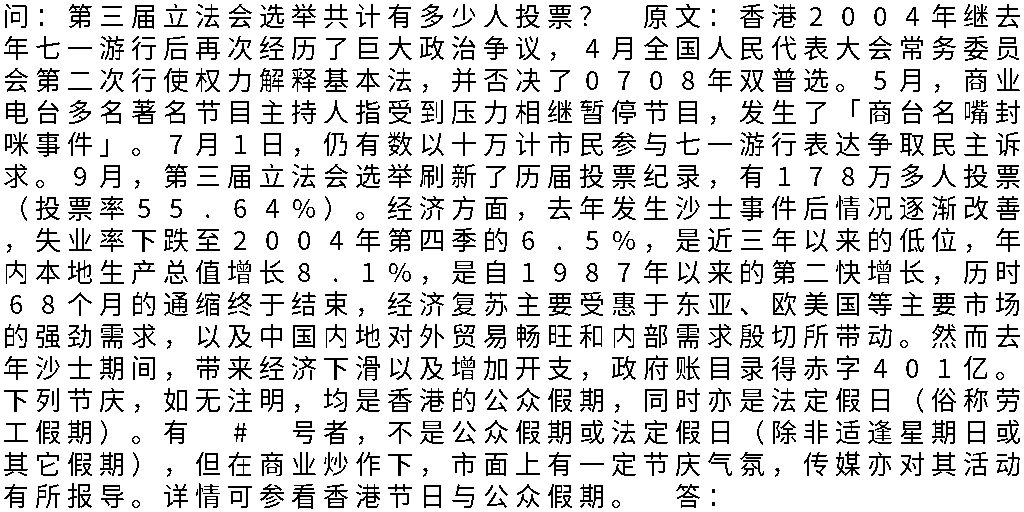 问：第三届立法会选举共计有多少人投票？　原文：香港2004年继去
年七一游行后再次经历了巨大政治争议，4月全国人民代表大会常务委员
会第二次行使权力解释基本法，并否决了0708年双普选。5月，商业
电台多名著名节目主持人指受到压力相继暂停节目，发生了「商台名嘴封
咪事件」。7月1日，仍有数以十万计市民参与七一游行表达争取民主诉
求。9月，第三届立法会选举刷新了历届投票纪录，有178万多人投票
（投票率55.64%）。经济方面，去年发生沙士事件后情况逐渐改善
，失业率下跌至2004年第四季的6.5%，是近三年以来的低位，年
内本地生产总值增长8.1%，是自1987年以来的第二快增长，历时
68个月的通缩终于结束，经济复苏主要受惠于东亚、欧美国等主要市场
的强劲需求，以及中国内地对外贸易畅旺和内部需求殷切所带动。然而去
年沙士期间，带来经济下滑以及增加开支，政府账目录得赤字401亿。
下列节庆，如无注明，均是香港的公众假期，同时亦是法定假日（俗称劳
工假期）。有　#　号者，不是公众假期或法定假日（除非适逢星期日或
其它假期），但在商业炒作下，市面上有一定节庆气氛，传媒亦对其活动
有所报导。详情可参看香港节日与公众假期。　答：